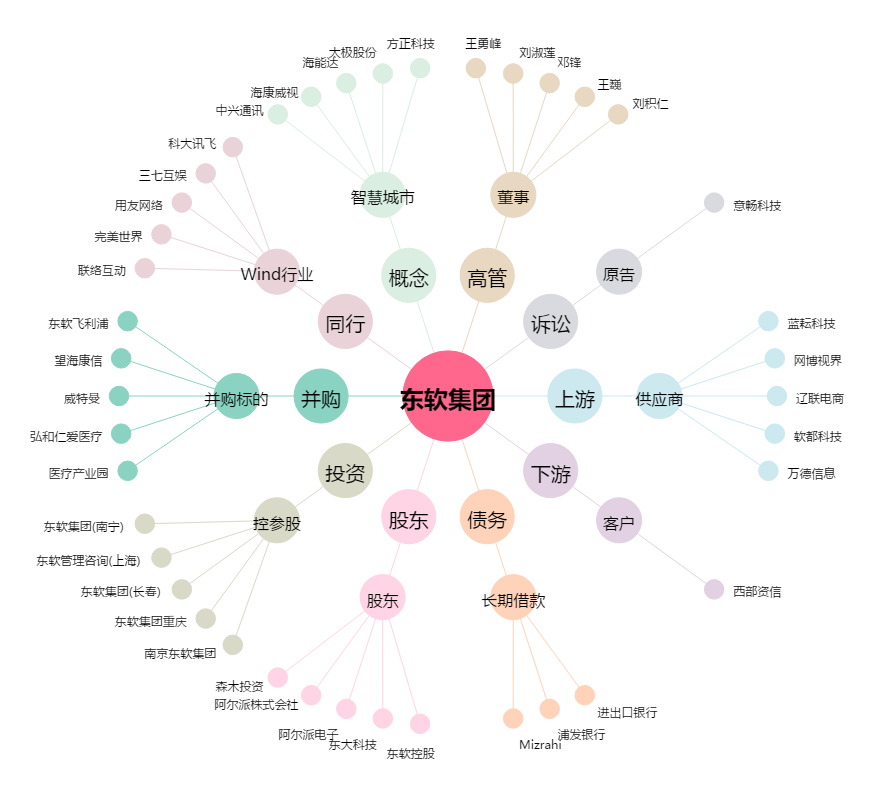 方正科技
王勇峰
太极股份
刘淑莲
海能达
邓锋
海康威视
王巍
中兴通讯
刘积仁
科大讯飞
三七互娱
智慧城市
董事
用友网络
意畅科技
完美世界
联络互动
Wind行业
概念
高管
原告
东软飞利浦
同行
诉讼
蓝耘科技
望海康信
网博视界
威特曼
并购标的
并购
东软集团
上游
供应商
辽联电商
弘和仁爱医疗
软都科技
医疗产业园
投资
下游
万德信息
东软集团(南宁)
控参股
股东
债务
客户
东软管理咨询(上海)
东软集团(长春)
西部资信
股东
长期借款
东软集团重庆
南京东软集团
森木投资
阿尔派株式会社
进出口银行
阿尔派电子
浦发银行
东大科技
Mizrahi
东软控股